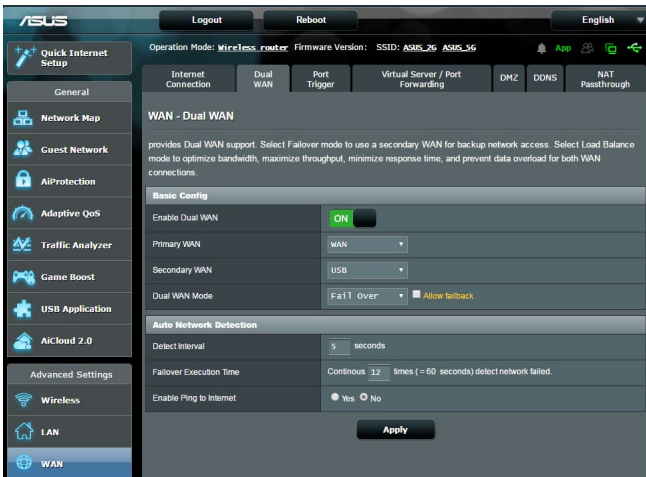 ASUS
Logout
Reboot
English
Quick Internet
Setup
Operation Mode: Wireless router Firmware Version: SSID: ASUS_2G ASUS_5G
App
General
Network Map
Guest Network
AiProtection
Adaptive QoS
Traffic Analyzer
Game Boost
USB Application
AiCloud 2.0
Advanced Settings
Wireless
LAN
WAN
Internet
Connection
Dual
WAN
Port
Trigger
Virtual Server / Port
Forwarding
DMZ
DDNS
NAT
Passthrough
WAN - Dual WAN
provides Dual WAN support. Select Failover mode to use a secondary WAN for backup network access. Select Load Balance
mode to optimize bandwidth, maximize throughput, minimize response time, and prevent data overload for both WAN
connections.
Basic Config
Enable Dual WAN
ON
Primary WAN
WAN
Secondary WAN
USB
Dual WAN Mode
Fail Over
Allow failback
Auto Network Detection
Detect Interval
5 seconds
Failover Execution Time
Continous 12 times ( = 60 seconds) detect network failed.
Enable Ping to Internet
Yes No
Apply